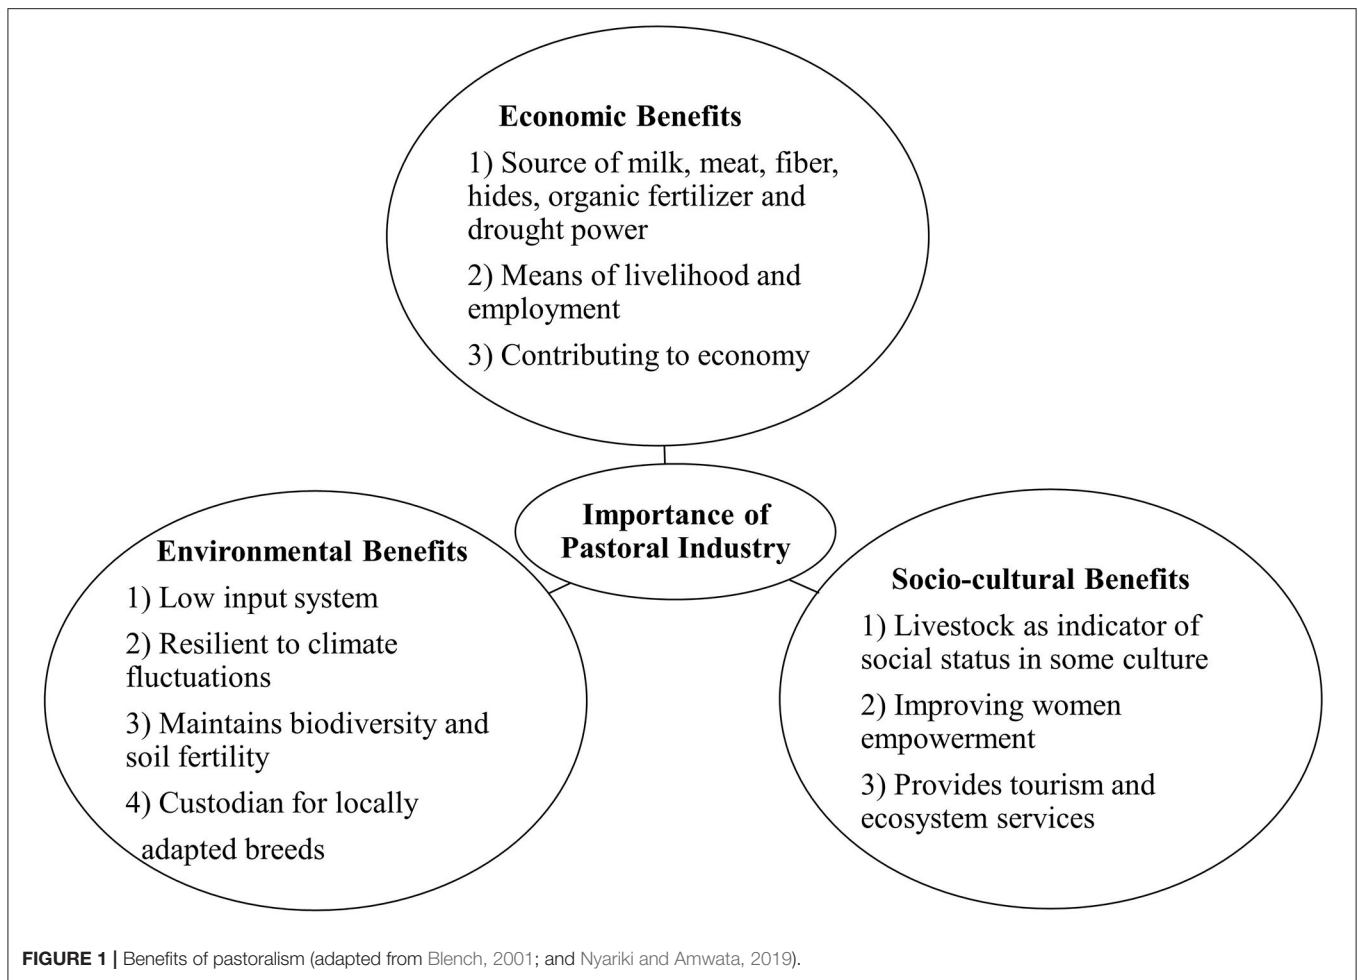 Economic Benefits
1) Source of milk, meat, fiber,
hides, organic fertilizer and
drought power
2) Means of livelihood and
employment
3) Contributing to economy
Importance of
Pastoral Industry
Environmental Benefits
1) Low input system
2) Resilient to climate
fluctuations
3) Maintains biodiversity and
soil fertility
4) Custodian for locally
adapted breeds
Socio-cultural Benefits
1) Livestock as indicator of
social status in some culture
2) Improving women
empowerment
3) Provides tourism and
ecosystem services
FIGURE 1 | Benefits of pastoralism (adapted from Blench, 2001; and Nyariki and Amwata, 2019).